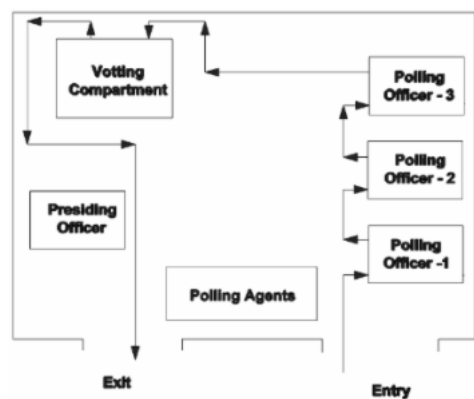 Votting
Compartment
Polling
Officer - 3
Polling
Officer - 2
Presiding
Officer
Polling
Officer -1
Polling Agents
Exit
Entry